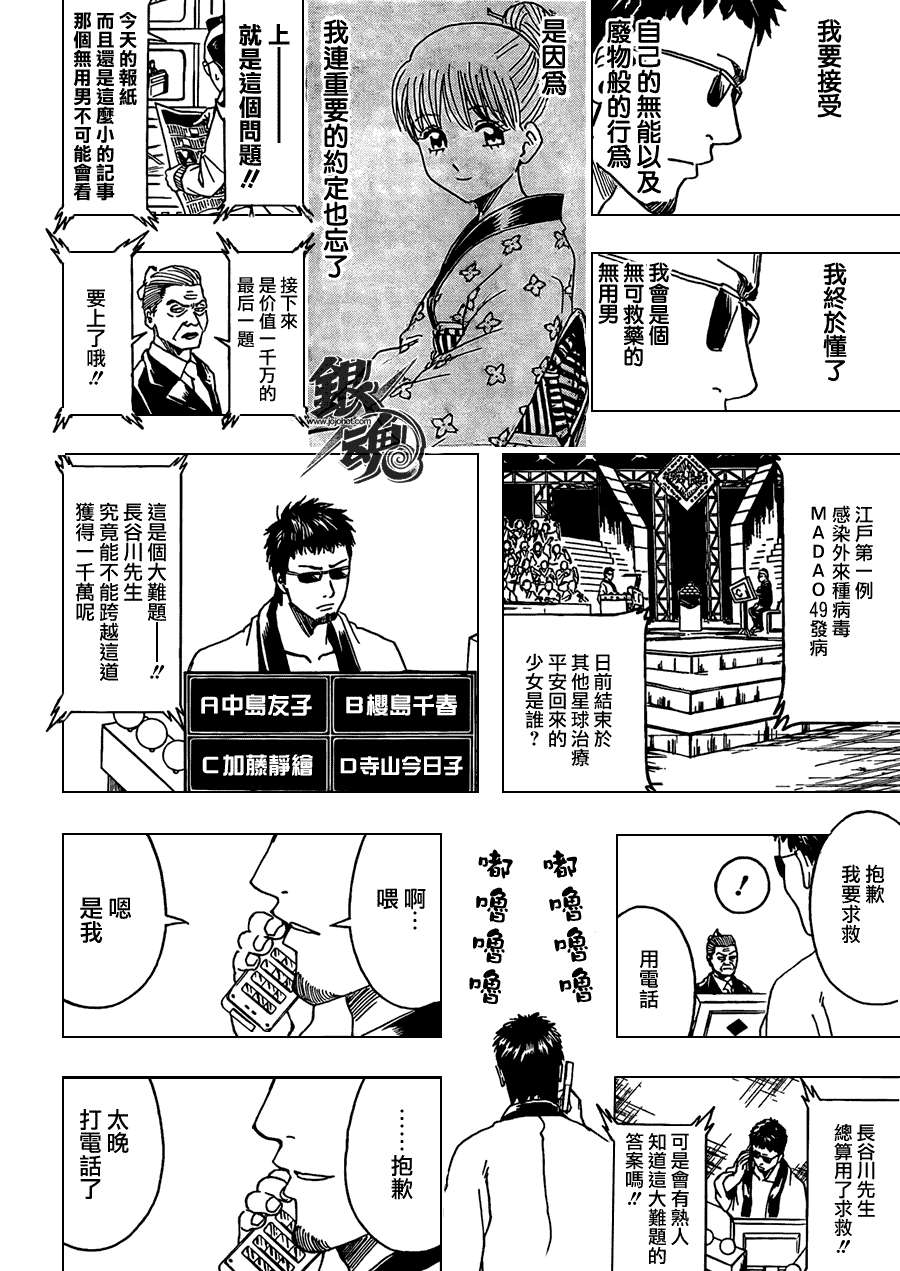 我要接受
自己的無能以及
廢物般的行為
我終於懂了
我會是個
無可救藥的
無用男
是因為
我連重要的約定也忘了
上——
就是這個問題!!
今天的報紙
而且還是這麼小的記事
那個無用男不可能會看
接下來
是价值一千万的
最后一題
要上了哦!!
銀魂
www.jojohot.com
江戶第一例
感染外來種病毒
MADAO49發病
日前結束於
其他星球治療
平安回來的
少女是誰?
這是個大難題——!!
長谷川先生
究竟能不能跨越這道
獲得一千萬呢
A中島友子
B櫻島千春
C加藤靜繪
D寺山今日子
抱歉
我要求救
!
用電話
長谷川先生
總算用了求救!!
可是會有熟人
知道這大難題的
答案嗎!!
嘟嚕嚕嚕
嘟嚕嚕嚕
啊…
喂
嗯
是我
……抱歉
太晚
打電話了